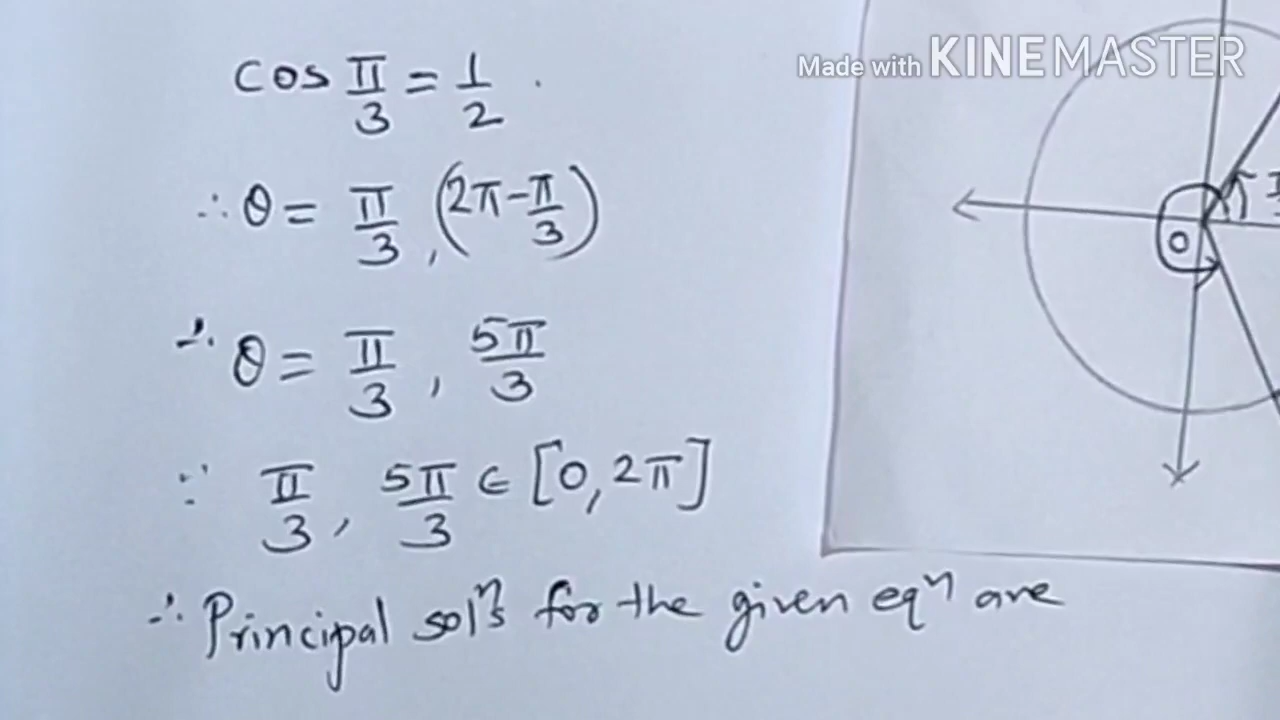 Made with KINEMASTER
cos π/3 = 1/2 .
∴ θ = π/3, (2π - π/3)
∴ θ = π/3, 5π/3
∵ π/3, 5π/3 ∈ [0, 2π]
∴ Principal solⁿs for the given eqⁿ are
O